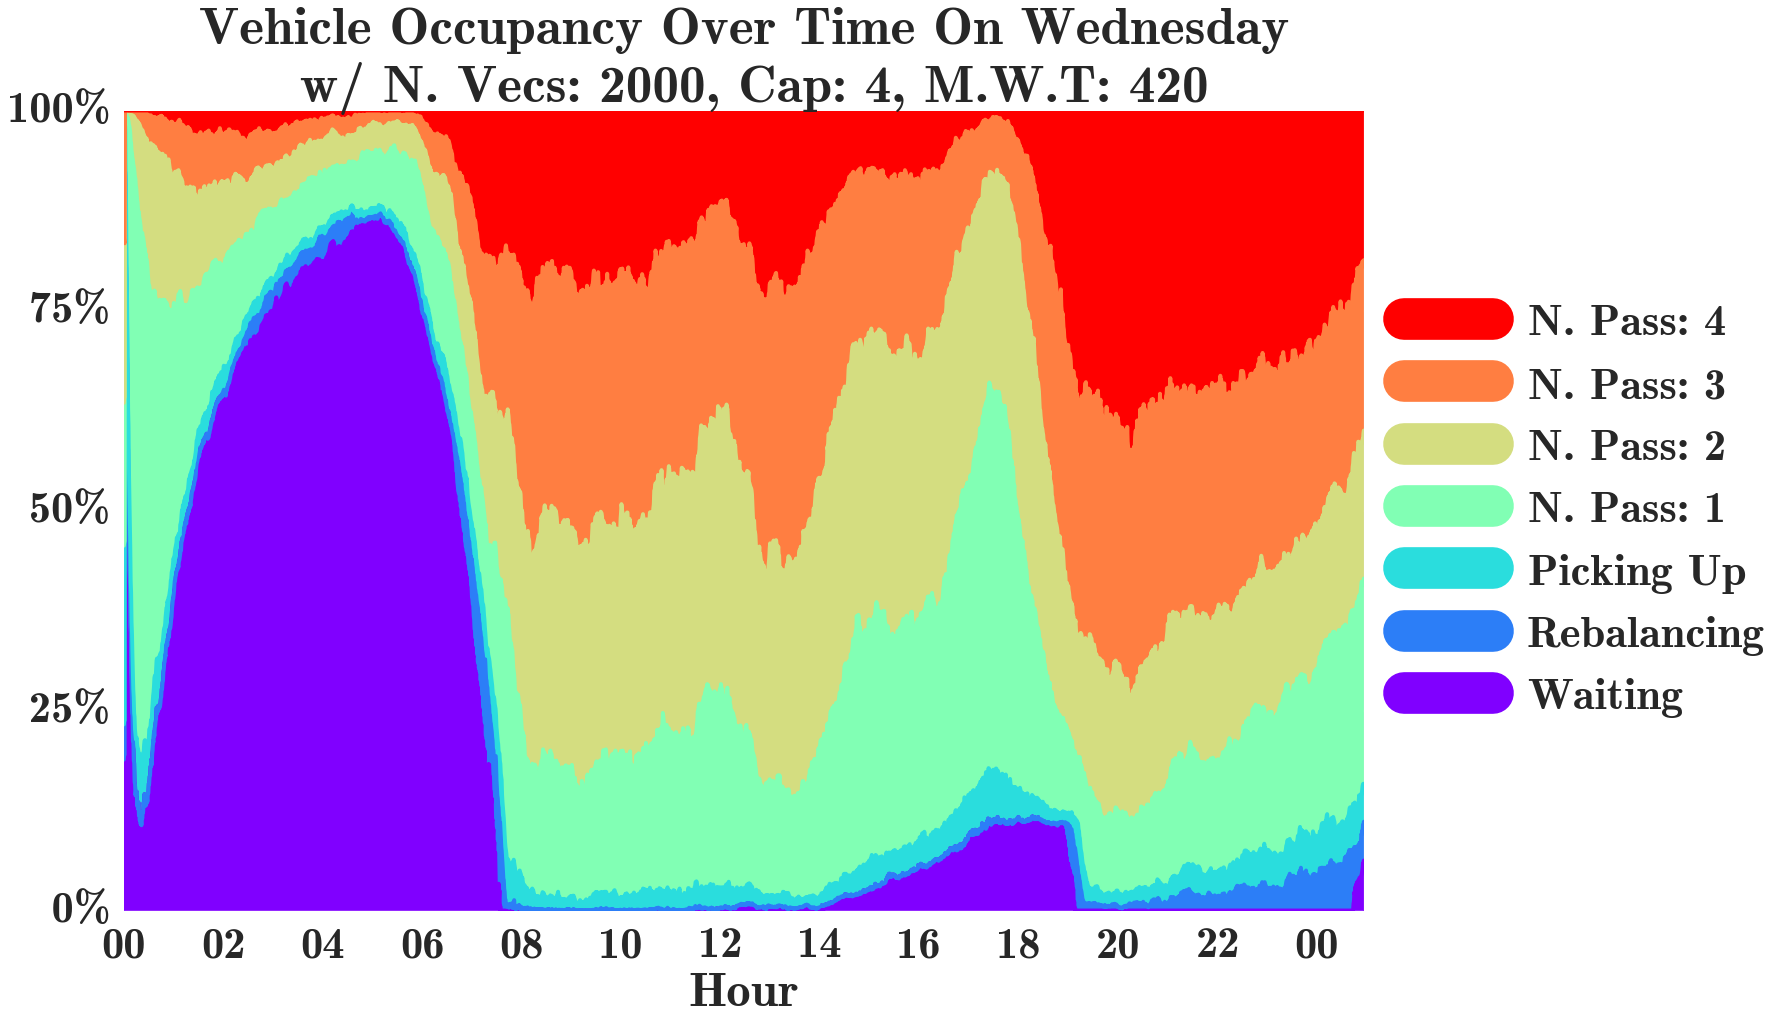 Vehicle Occupancy Over Time On Wednesday
w/ N. Vecs: 2000, Cap: 4, M.W.T: 420
100%
75%
50%
25%
0%
00 02 04 06 08 10 12 14 16 18 20 22 00
Hour
N. Pass: 4
N. Pass: 3
N. Pass: 2
N. Pass: 1
Picking Up
Rebalancing
Waiting